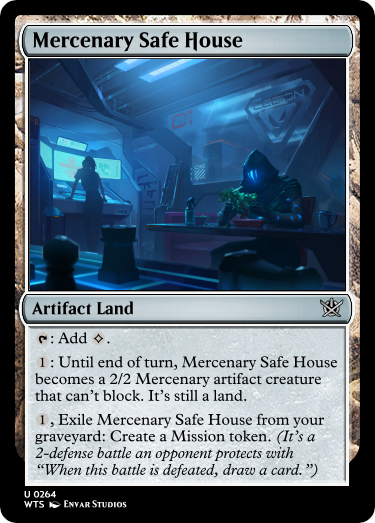 Mercenary Safe House
Artifact Land
: Add .
1: Until end of turn, Mercenary Safe House
becomes a 2/2 Mercenary artifact creature
that can't block. It's still a land.
1, Exile Mercenary Safe House from your
graveyard: Create a Mission token. (It's a
2-defense battle an opponent protects with
“When this battle is defeated, draw a card.”)
U 0264
WTS Envar Studios